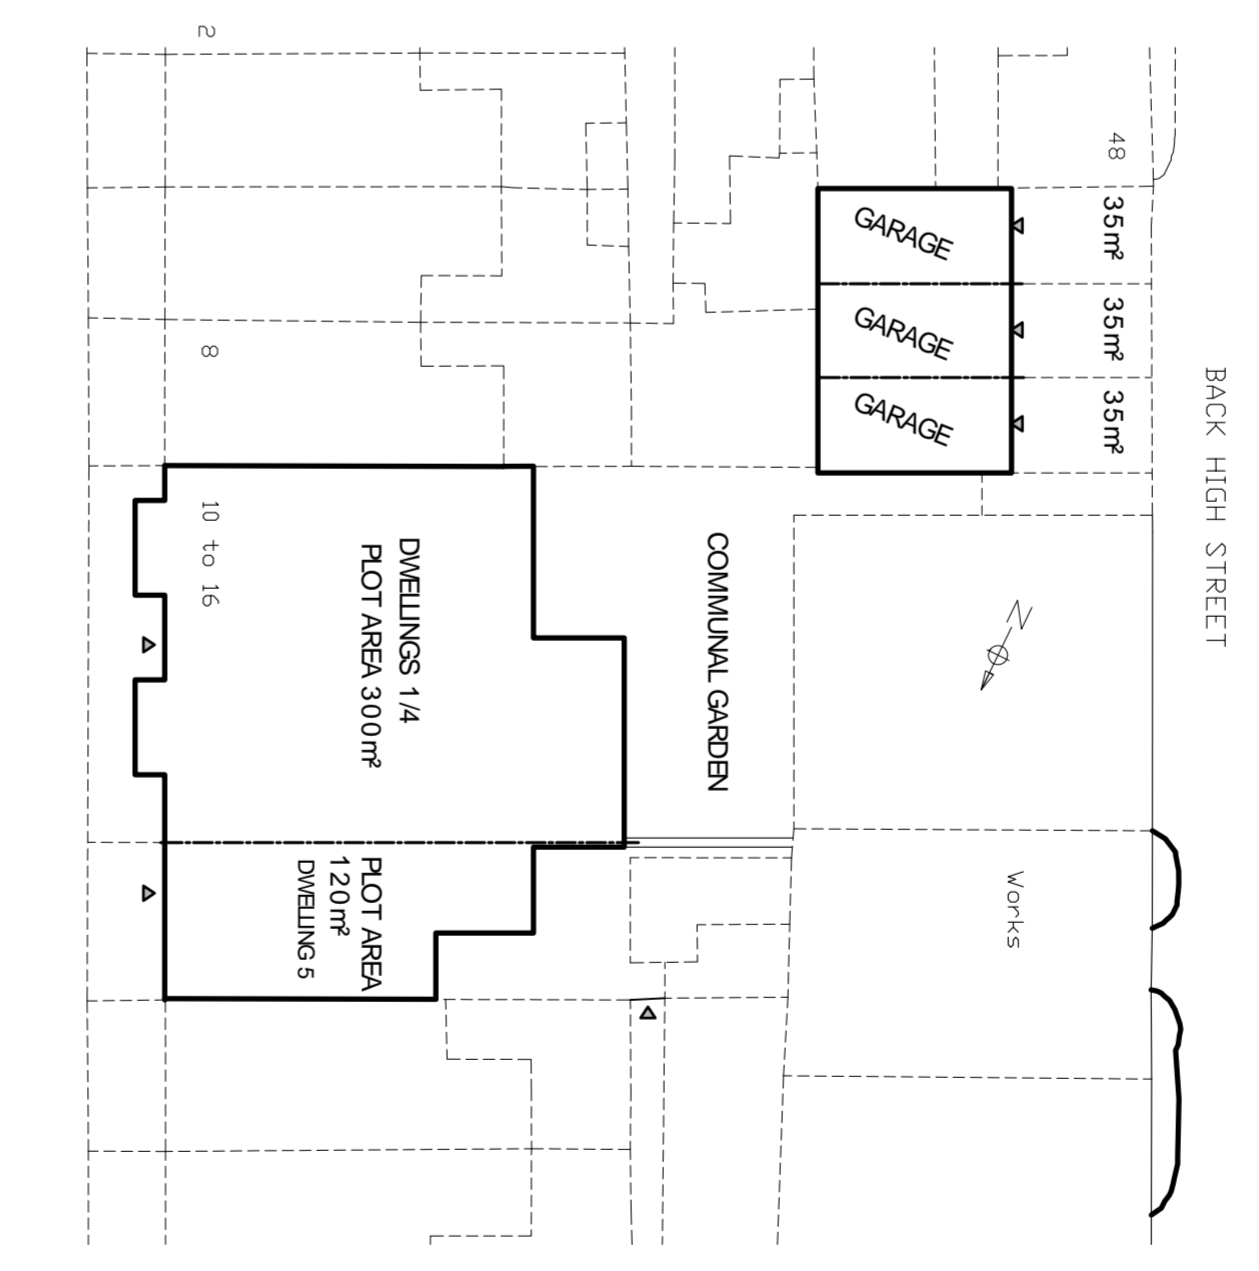 BACK HIGH STREET
2
48
35m²
35m²
35m²
GARAGE
GARAGE
GARAGE
8
10 to 16
DWELLINGS 1/4
PLOT AREA 300m²
COMMUNAL GARDEN
N
PLOT AREA
120m²
DWELLING 5
Works